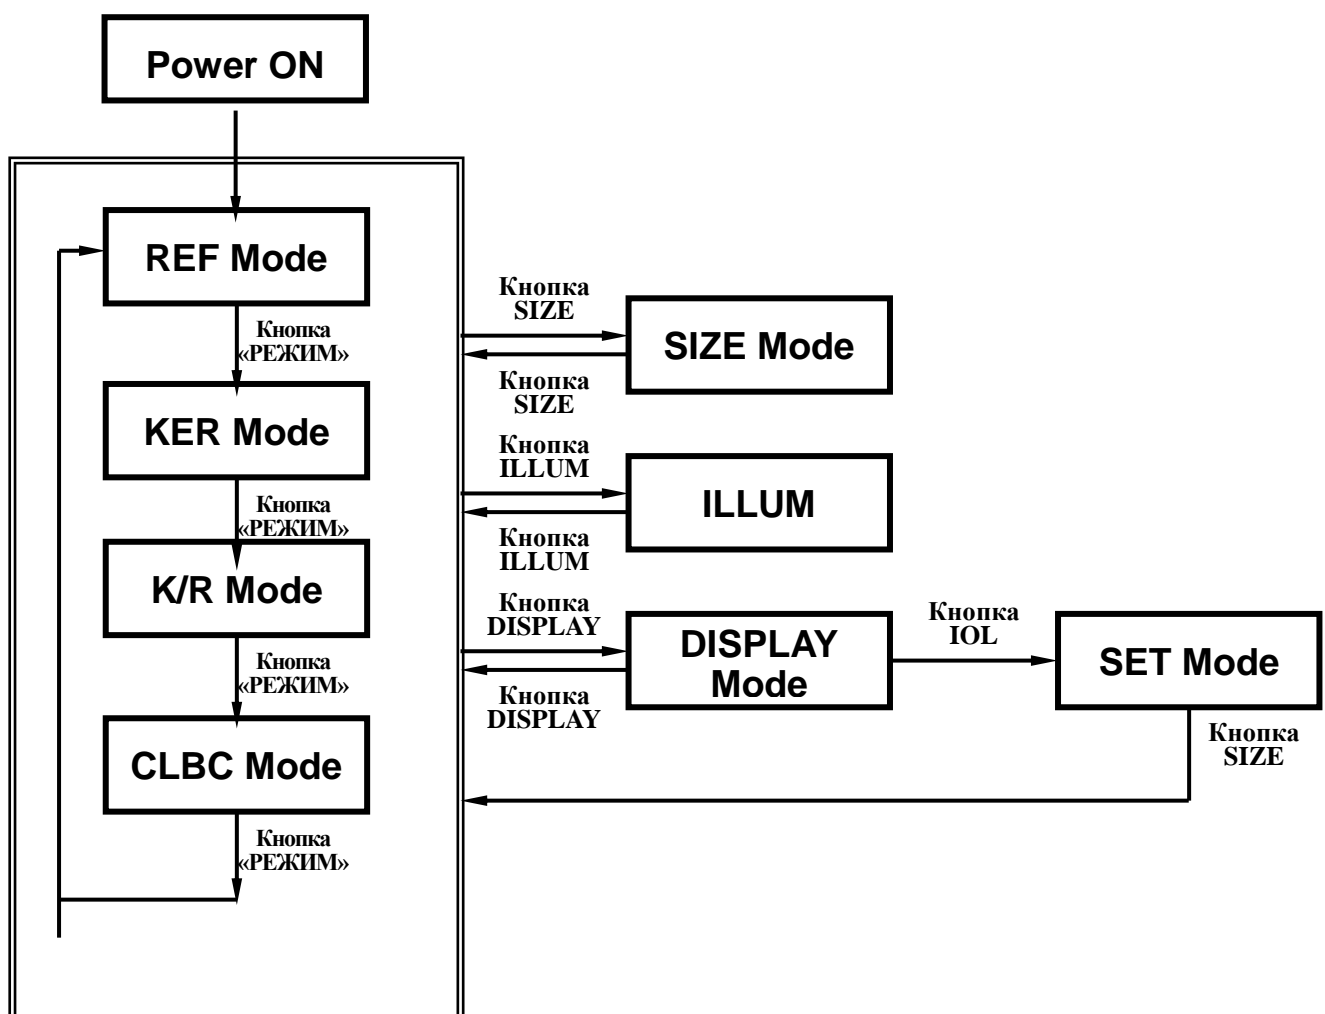 Power ON
REF Mode
Кнопка
«РЕЖИМ»
KER Mode
Кнопка
«РЕЖИМ»
K/R Mode
Кнопка
«РЕЖИМ»
CLBC Mode
Кнопка
«РЕЖИМ»
Кнопка
SIZE
SIZE Mode
Кнопка
SIZE
Кнопка
ILLUM
ILLUM
Кнопка
ILLUM
Кнопка
DISPLAY
DISPLAY
Mode
Кнопка
DISPLAY
Кнопка
IOL
SET Mode
Кнопка
SIZE